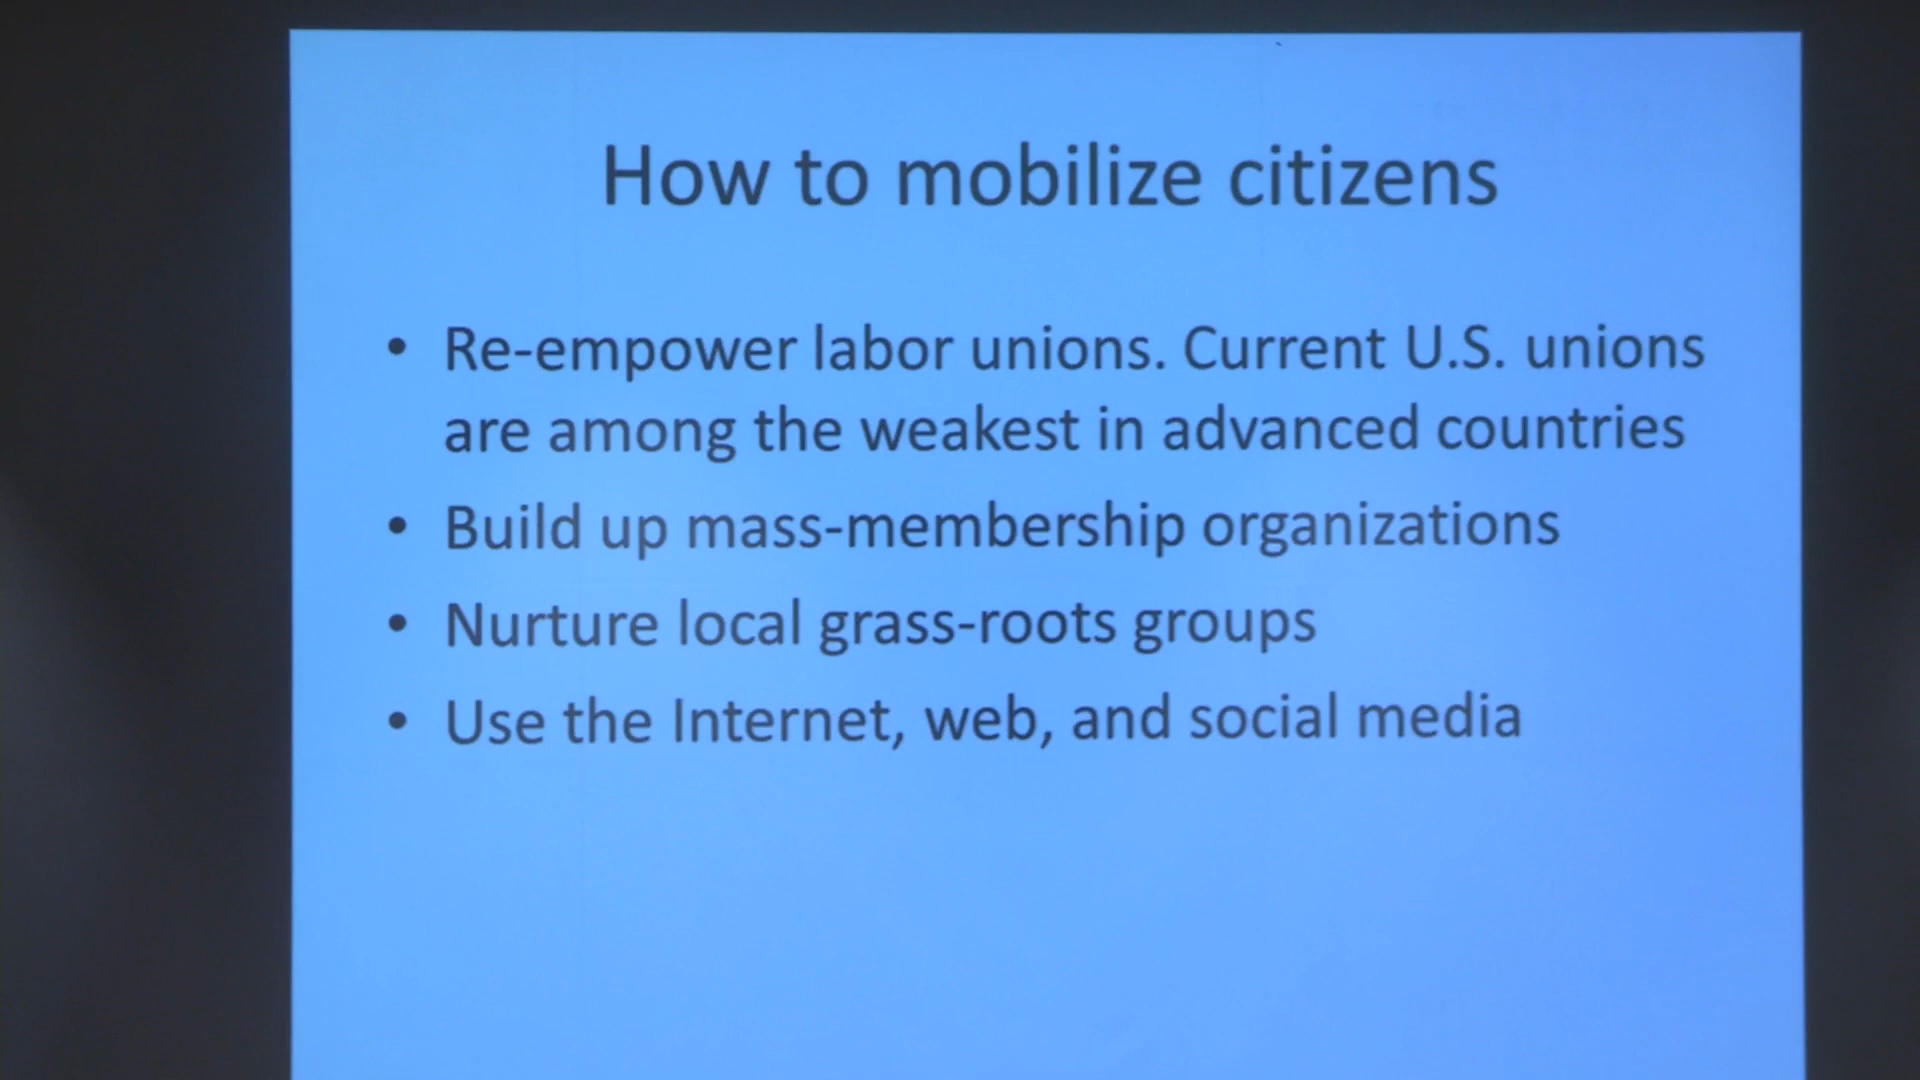 How to mobilize citizens
• Re-empower labor unions. Current U.S. unions
are among the weakest in advanced countries
• Build up mass-membership organizations
• Nurture local grass-roots groups
• Use the Internet, web, and social media